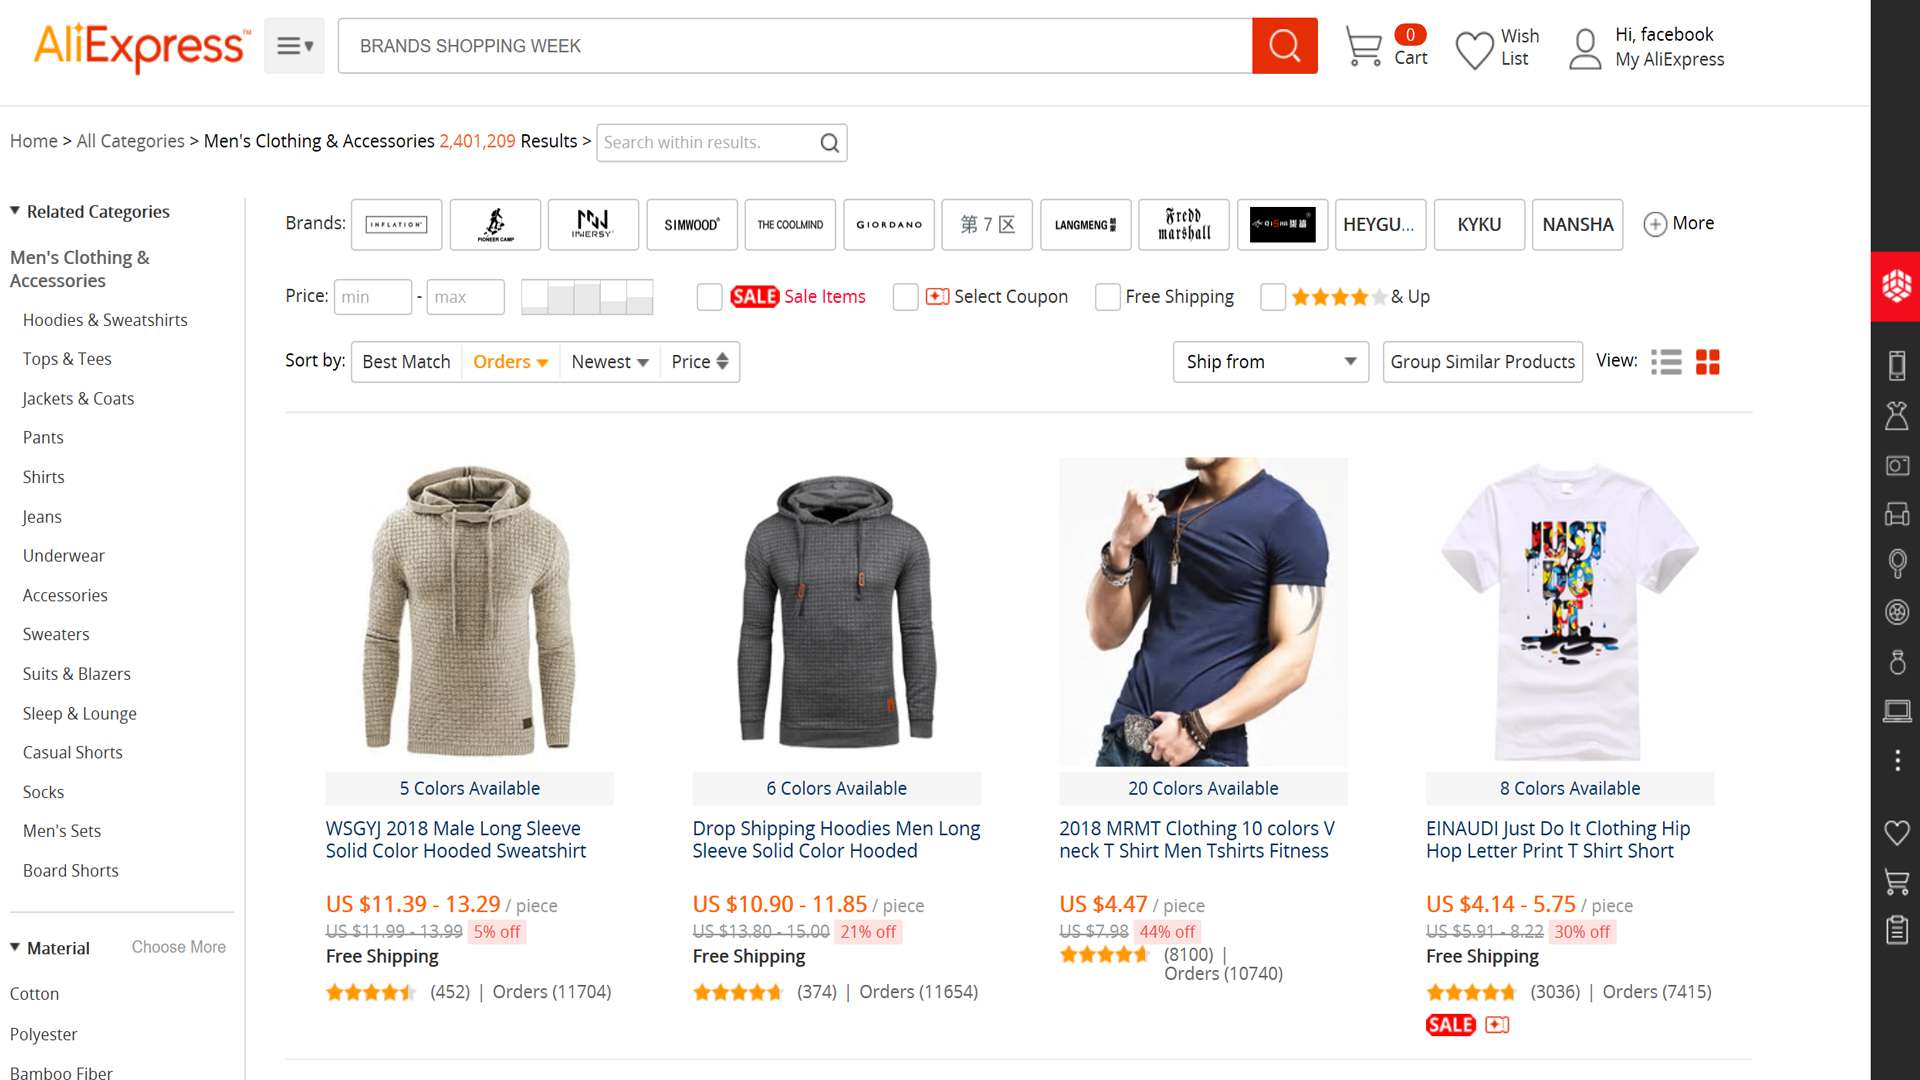 AliExpress™
BRANDS SHOPPING WEEK
0
Cart
Wish
List
Hi, facebook
My AliExpress
Home > All Categories > Men's Clothing & Accessories 2,401,209 Results >
Search within results.
Related Categories
Men's Clothing &
Accessories
Hoodies & Sweatshirts
Tops & Tees
Jackets & Coats
Pants
Shirts
Jeans
Underwear
Accessories
Sweaters
Suits & Blazers
Sleep & Lounge
Casual Shorts
Socks
Men's Sets
Board Shorts
Material
Choose More
Cotton
Polyester
Bamboo Fiber
Brands:
INFLATION
PIONEER CAMP
INWERSY
SIMWOOD®
THE COOLMIND
GIORDANO
第7区
LANGMENG
Fredd
marshall
QISHA
HEYGU...
KYKU
NANSHA
More
Price: min - max
SALE Sale Items
Select Coupon
Free Shipping
& Up
Sort by: Best Match Orders Newest Price
Ship from
Group Similar Products
View:
JUST
DO
IT
5 Colors Available
WSGYJ 2018 Male Long Sleeve
Solid Color Hooded Sweatshirt
US $11.39 - 13.29 / piece
US $11.99 - 13.99 5% off
Free Shipping
(452) | Orders (11704)
6 Colors Available
Drop Shipping Hoodies Men Long
Sleeve Solid Color Hooded
US $10.90 - 11.85 / piece
US $13.80 - 15.00 21% off
Free Shipping
(374) | Orders (11654)
20 Colors Available
2018 MRMT Clothing 10 colors V
neck T Shirt Men Tshirts Fitness
US $4.47 / piece
US $7.98 44% off
(8100) |
Orders (10740)
8 Colors Available
EINAUDI Just Do It Clothing Hip
Hop Letter Print T Shirt Short
US $4.14 - 5.75 / piece
US $5.91 - 8.22 30% off
Free Shipping
(3036) | Orders (7415)
SALE